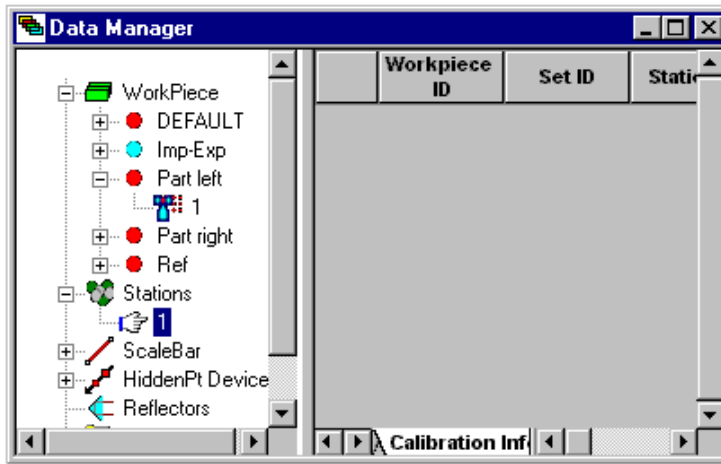 Data Manager
WorkPiece
DEFAULT
Imp-Exp
Part left
1
Part right
Ref
Stations
1
ScaleBar
HiddenPt Device
Reflectors
Workpiece
ID
Set ID
Static
Calibration Inf